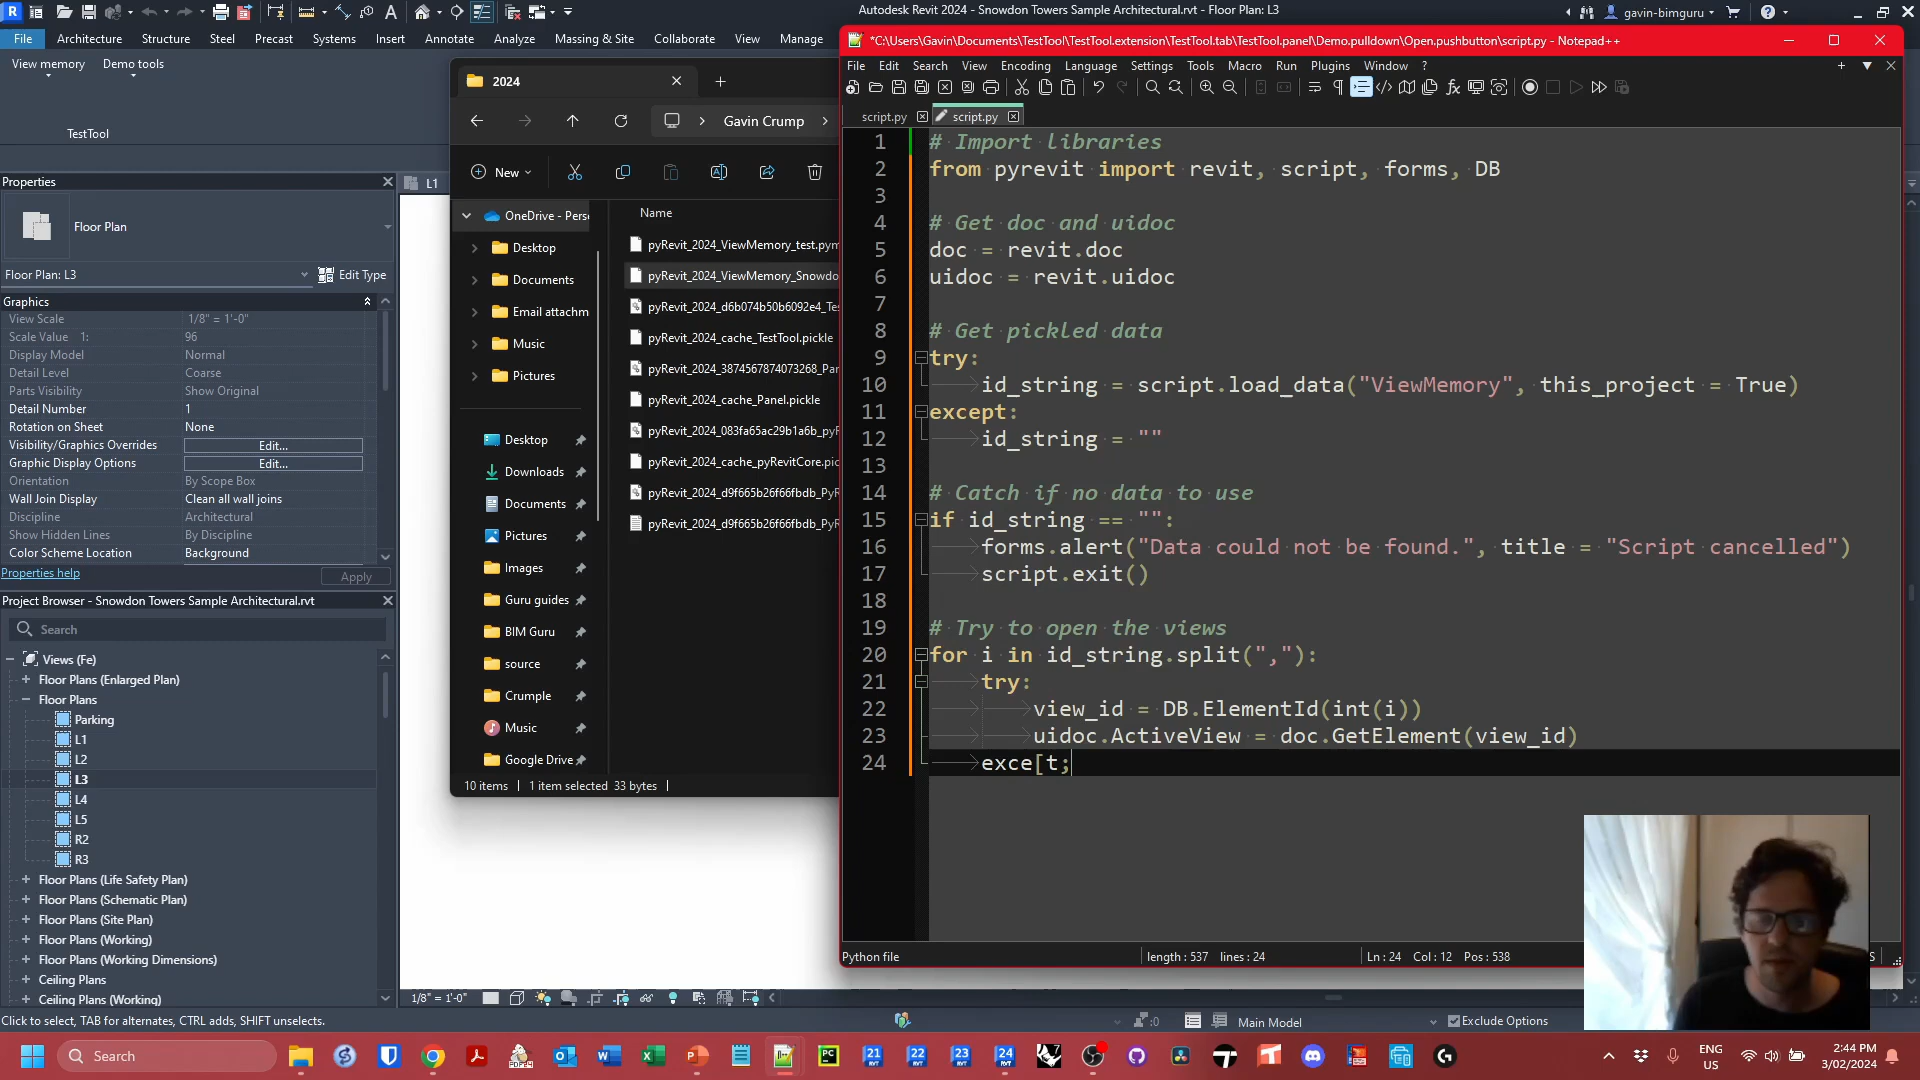 Autodesk Revit 2024 - Snowdon Towers Sample Architectural.rvt - Floor Plan: L3
gavin-bimguru
File Architecture Structure Steel Precast Systems Insert Annotate Analyze Massing & Site Collaborate View Manage
View memory Demo tools
TestTool
Properties
Floor Plan
Floor Plan: L3 Edit Type
Graphics
View Scale 1/8" = 1'-0"
Scale Value 1: 96
Display Model Normal
Detail Level Coarse
Parts Visibility Show Original
Detail Number 1
Rotation on Sheet None
Visibility/Graphics Overrides Edit...
Graphic Display Options Edit...
Orientation By Scope Box
Wall Join Display Clean all wall joins
Discipline Architectural
Show Hidden Lines By Discipline
Color Scheme Location Background
Properties help Apply
Project Browser - Snowdon Towers Sample Architectural.rvt
Search
Views (Fe)
Floor Plans (Enlarged Plan)
Floor Plans
Parking
L1
L2
L3
L4
L5
R2
R3
Floor Plans (Life Safety Plan)
Floor Plans (Schematic Plan)
Floor Plans (Site Plan)
Floor Plans (Working)
Floor Plans (Working Dimensions)
Ceiling Plans
Ceiling Plans (Working)
L1
2024
Gavin Crump
New
OneDrive - Pers
Desktop
Documents
Email attachm
Music
Pictures
Desktop
Downloads
Documents
Pictures
Images
Guru guides
BIM Guru
source
Crumple
Music
Google Drive
Name
pyRevit_2024_ViewMemory_test.pym
pyRevit_2024_ViewMemory_Snowdo
pyRevit_2024_d6b074b50b6092e4_Te
pyRevit_2024_cache_TestTool.pickle
pyRevit_2024_3874567874073268_Par
pyRevit_2024_cache_Panel.pickle
pyRevit_2024_083fa65ac29b1a6b_pyF
pyRevit_2024_cache_pyRevitCore.pic
pyRevit_2024_d9f665b26f66fbdb_PyR
pyRevit_2024_d9f665b26f66fbdb_PyR
10 items 1 item selected 33 bytes
*C:\Users\Gavin\Documents\TestTool\TestTool.extension\TestTool.tab\TestTool.panel\Demo.pulldown\Open.pushbutton\script.py - Notepad++
File Edit Search View Encoding Language Settings Tools Macro Run Plugins Window ?
script.py script.py
1 # Import libraries
2 from pyrevit import revit, script, forms, DB
3
4 # Get doc and uidoc
5 doc = revit.doc
6 uidoc = revit.uidoc
7
8 # Get pickled data
9 try:
10 id_string = script.load_data("ViewMemory", this_project = True)
11 except:
12 id_string = ""
13
14 # Catch if no data to use
15 if id_string == "":
16 forms.alert("Data could not be found.", title = "Script cancelled")
17 script.exit()
18
19 # Try to open the views
20 for i in id_string.split(","):
21 try:
22 view_id = DB.ElementId(int(i))
23 uidoc.ActiveView = doc.GetElement(view_id)
24 exce[t;
Python file length : 537 lines : 24 Ln : 24 Col : 12 Pos : 538
1/8" = 1'-0"
Click to select, TAB for alternates, CTRL adds, SHIFT unselects. :0 Main Model Exclude Options
Search
ENG
US
2:44 PM
3/02/2024